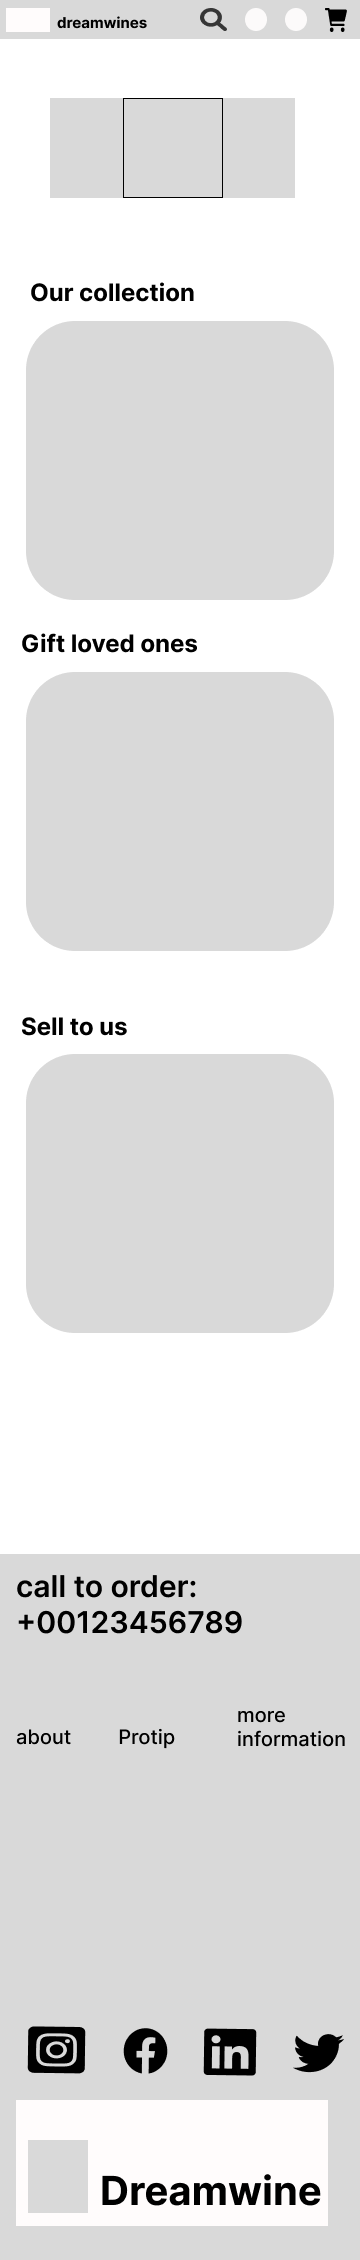 dreamwines
Our collection
Gift loved ones
Sell to us
call to order:
+00123456789
about
Protip
more
information
Dreamwine